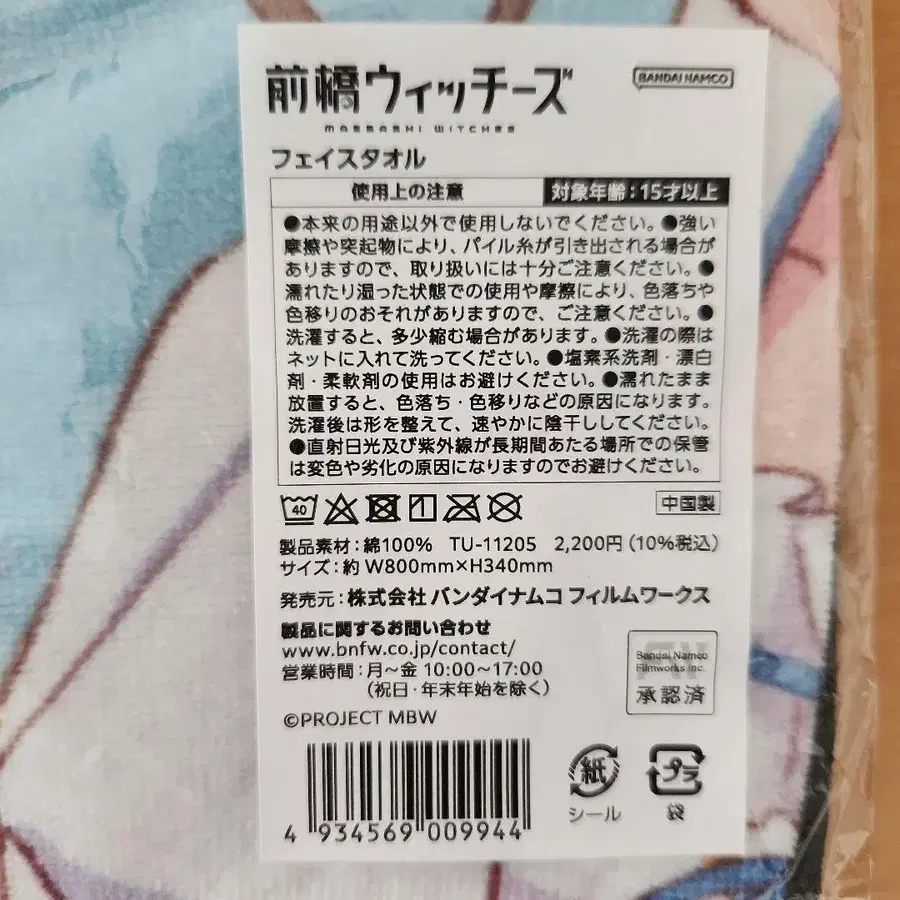 前橋ウィッチーズ
BANDAI NAMCO
MAEBASHI WITCHES
フェイスタオル
使用上の注意
対象年齢：15才以上
●本来の用途以外で使用しないでください。●強い
摩擦や突起物により、パイル糸が引き出される場合が
ありますので、取り扱いには十分ご注意ください。●
濡れたり湿った状態での使用や摩擦により、色落ちや
色移りのおそれがありますので、ご注意ください。●
洗濯すると、多少縮む場合があります。●洗濯の際は
ネットに入れて洗ってください。●塩素系洗剤・漂白
剤・柔軟剤の使用はお避けください。●濡れたまま
放置すると、色落ち・色移りなどの原因になります。
洗濯後は形を整えて、速やかに陰干ししてください。
●直射日光及び紫外線が長期間あたる場所での保管
は変色や劣化の原因になりますのでお避けください。
40
中国製
製品素材：綿100% TU-11205 2,200円（10%税込）
サイズ：約 W800mm×H340mm
発売元：株式会社 バンダイナムコ フィルムワークス
製品に関するお問い合わせ
www.bnfw.co.jp/contact/
営業時間：月～金 10:00～17:00
（祝日・年末年始を除く）
Bandai Namco
Filmworks Inc.
承認済
©PROJECT MBW
紙
プラ
シール
袋
4 934569 009944